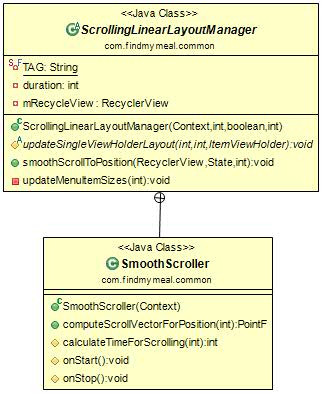 <<Java Class>>
ScrollingLinearLayoutManager
com.findmymeal.common
TAG: String
duration: int
mRecycleView: RecyclerView
ScrollingLinearLayoutManager(Context,int,boolean,int)
updateSingleViewHolderLayout(int,int,ItemViewHolder):void
smoothScrollToPosition(RecyclerView,State,int):void
updateMenuItemSizes(int):void
<<Java Class>>
SmoothScroller
com.findmymeal.common
SmoothScroller(Context)
computeScrollVectorForPosition(int):PointF
calculateTimeForScrolling(int):int
onStart():void
onStop():void